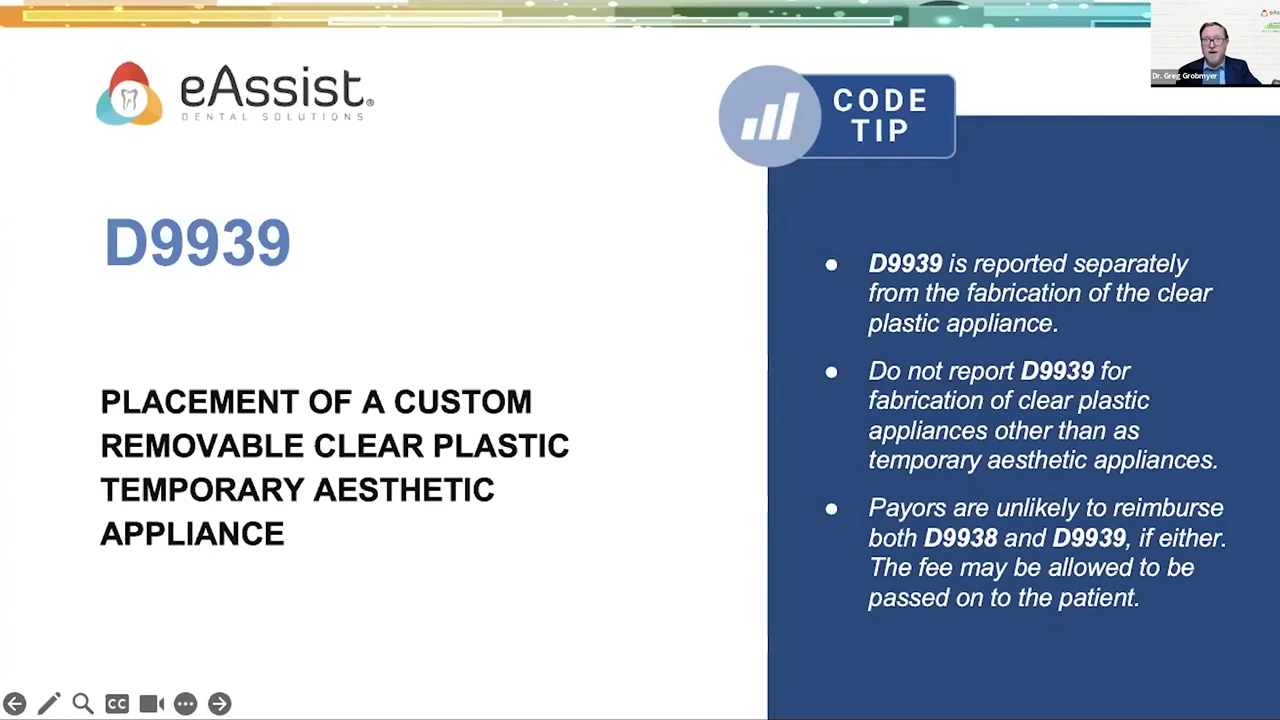 eAssist®
DENTAL SOLUTIONS
CODE
TIP
Dr. Greg Grobmyer
D9939
PLACEMENT OF A CUSTOM
REMOVABLE CLEAR PLASTIC
TEMPORARY AESTHETIC
APPLIANCE
● D9939 is reported separately
from the fabrication of the clear
plastic appliance.
● Do not report D9939 for
fabrication of clear plastic
appliances other than as
temporary aesthetic appliances.
● Payors are unlikely to reimburse
both D9938 and D9939, if either.
The fee may be allowed to be
passed on to the patient.
CC